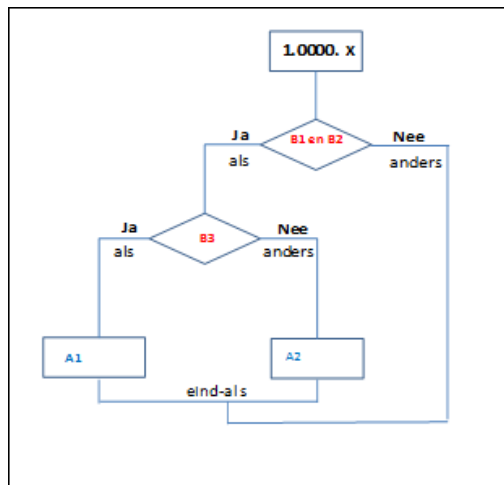 1.0000. x
Ja
B1 en B2
Nee
als
anders
Ja
B3
Nee
als
anders
A1
A2
eind-als